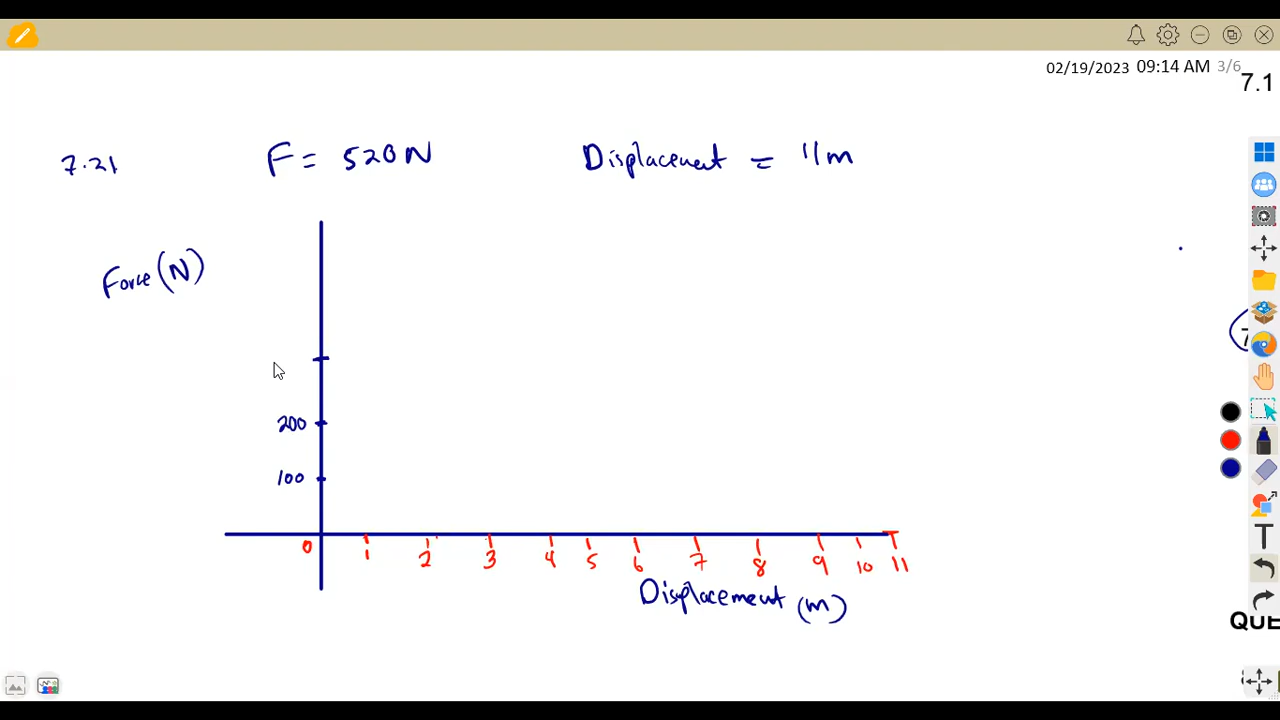 02/19/2023 09:14 AM 3/6
7.1
7.21 F = 520N Displacement = 11m
Force (N)
200
100
0 1 2 3 4 5 6 7 8 9 10 11
Displacement (m)
T
QUE